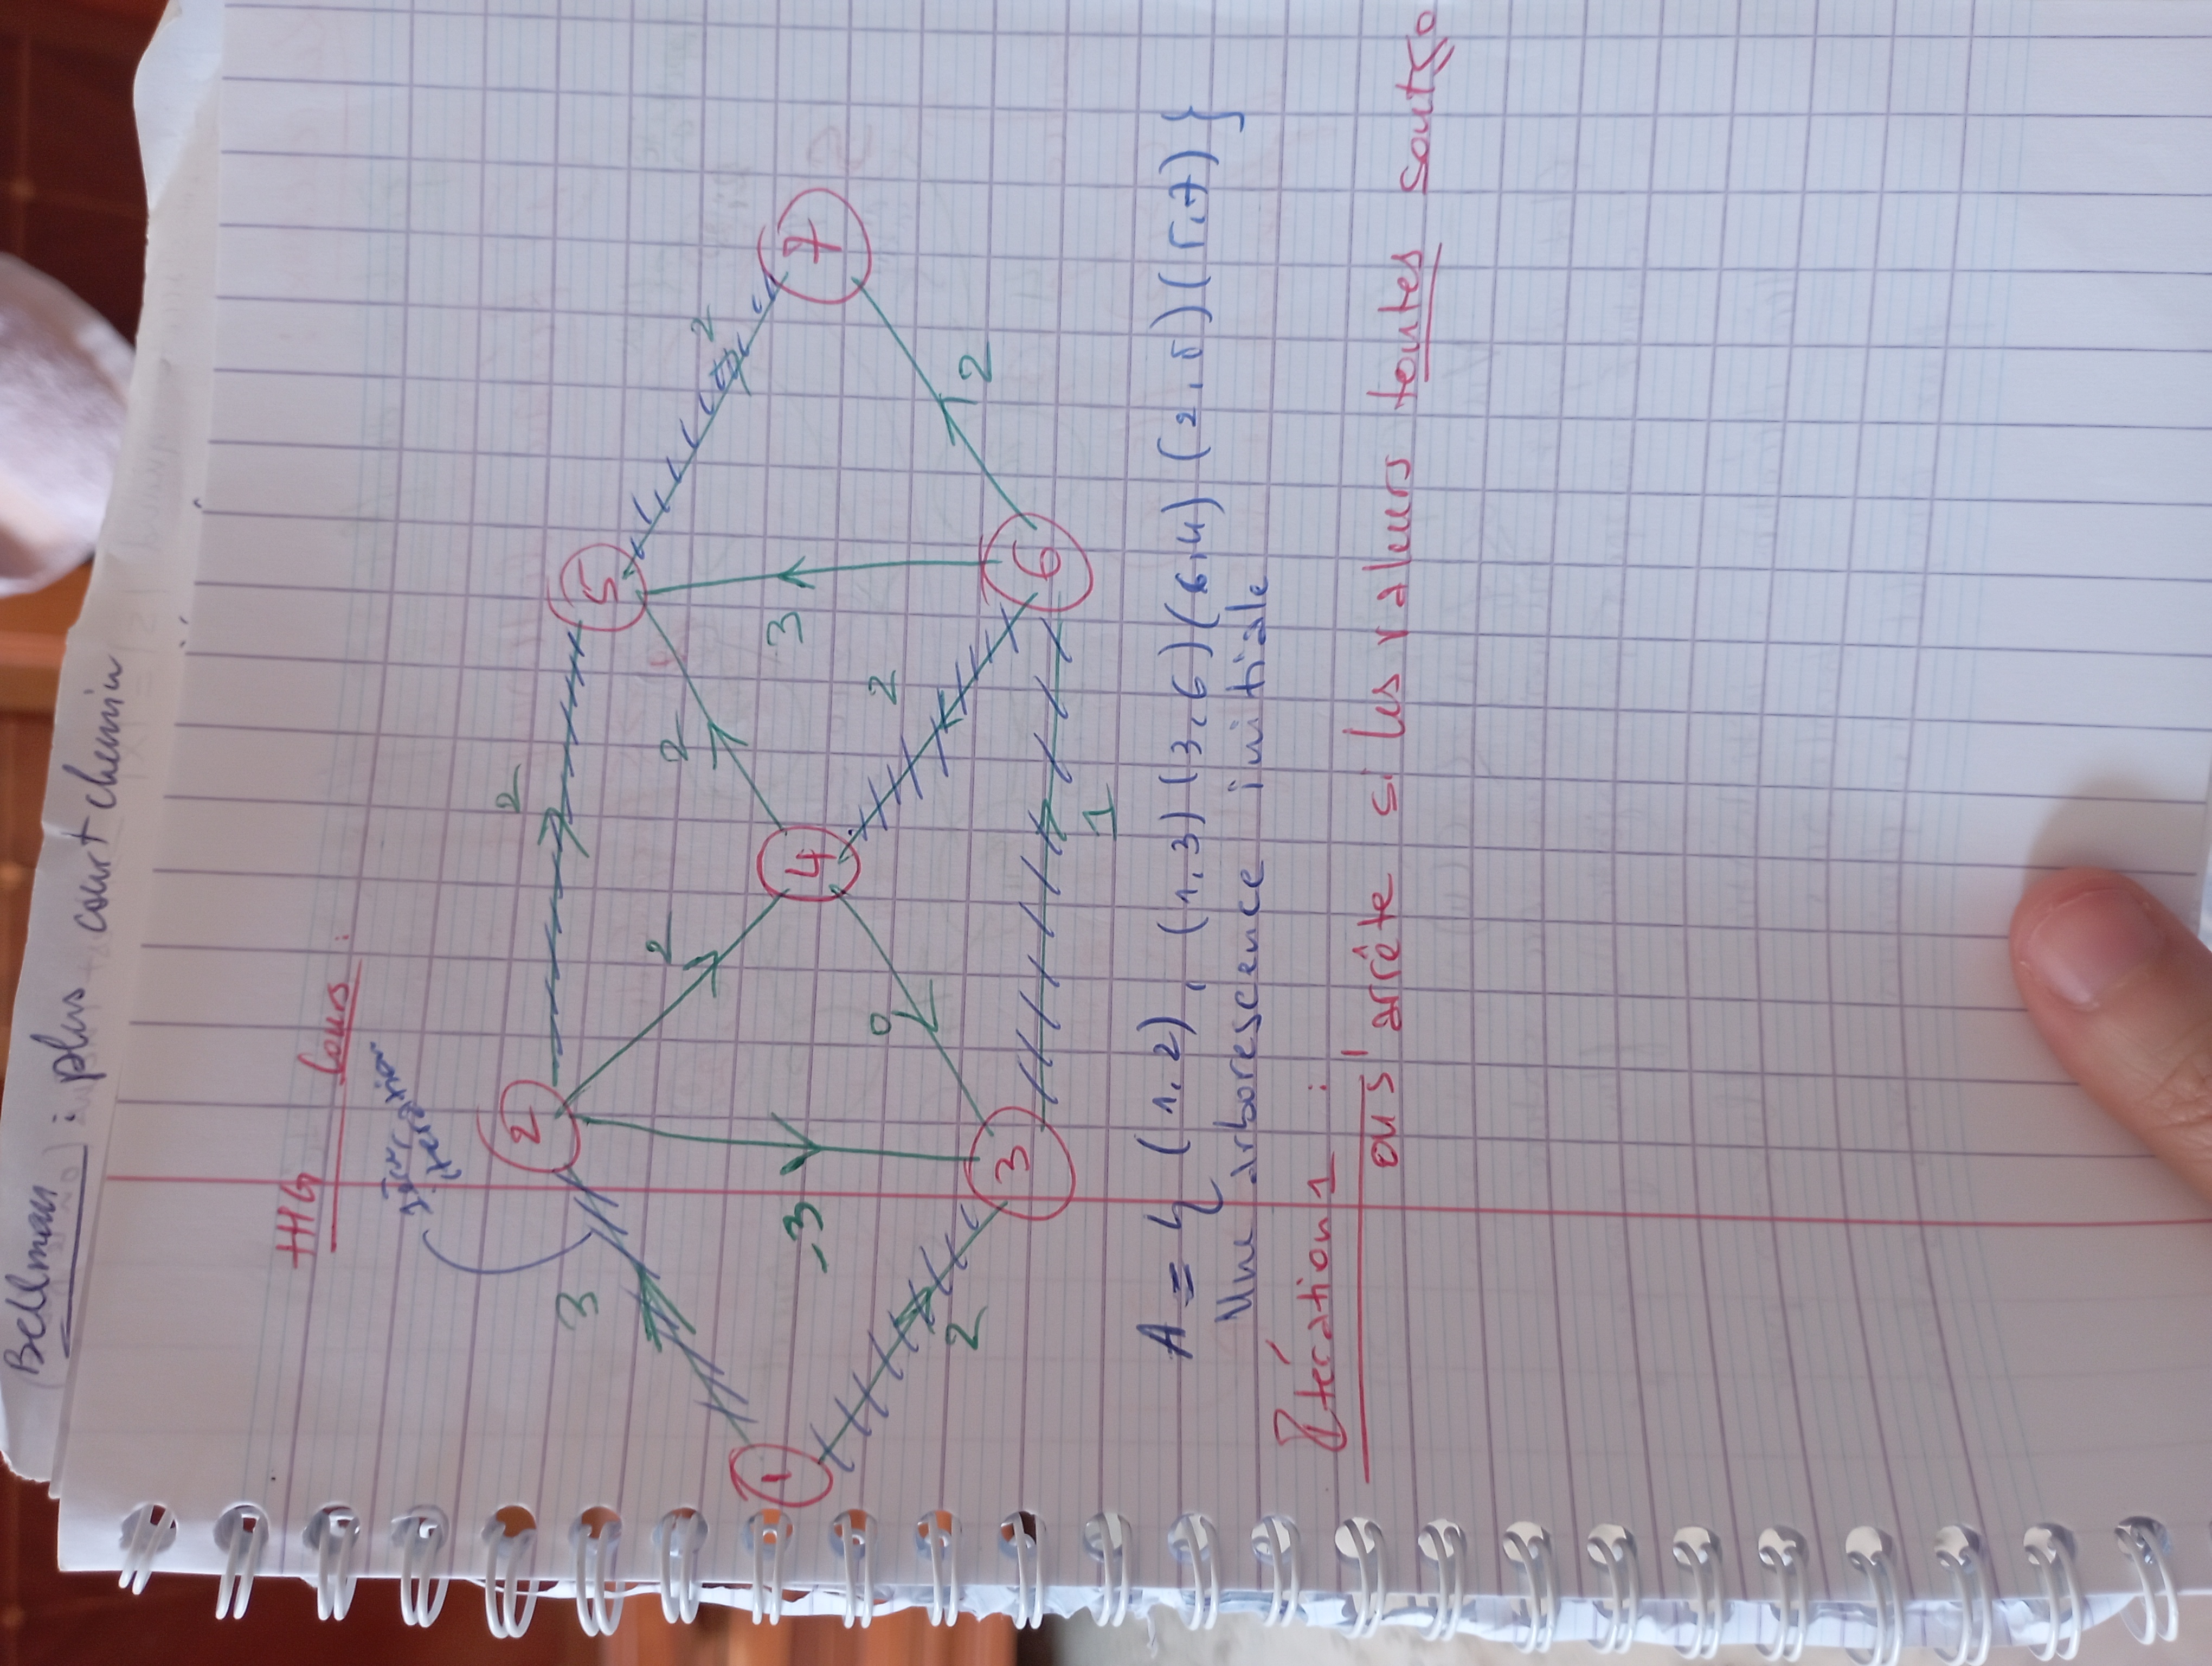 Bellman : plus court chemin
Cours :
1ère
itération
2
2
5
3
2
2
2
1
-3
4
3
7
0
2
2
2
3
6
1
A = { (1,2), (1,3) (3,6) (6,4) (2,5) (5,7) }
Une arborescence initiale
Itération 1 :
on s'arrête si les valeurs toutes sont ≤0